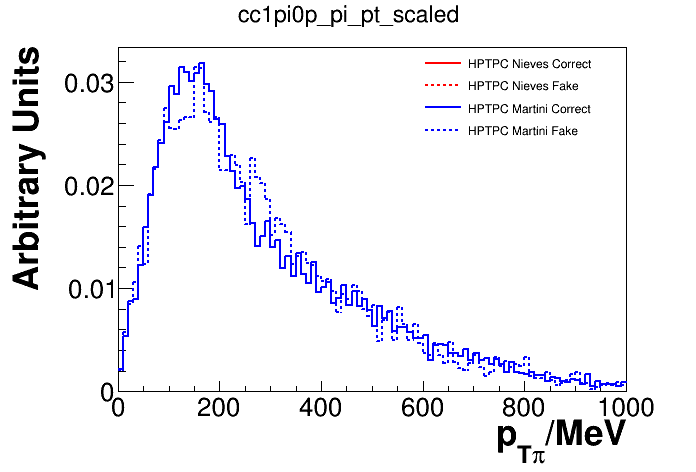 cc1pi0p_pi_pt_scaled
Arbitrary Units
0.03
0.02
0.01
0
HPTPC Nieves Correct
HPTPC Nieves Fake
HPTPC Martini Correct
HPTPC Martini Fake
0 200 400 600 800 1000
pTπ/MeV